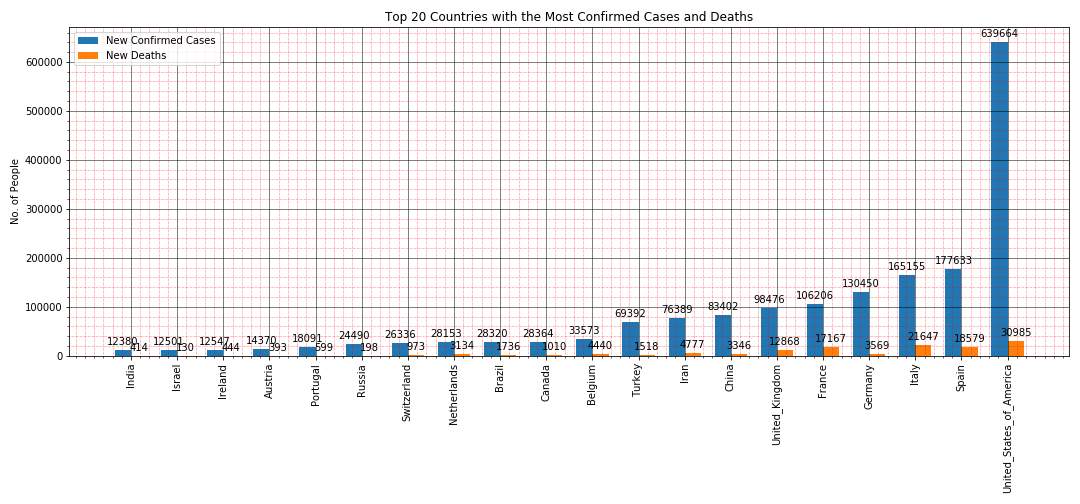 Top 20 Countries with the Most Confirmed Cases and Deaths
New Confirmed Cases
New Deaths
No. of People
600000
500000
400000
300000
200000
100000
0
12380 414
12501 130
12547 444
14370 393
18091 599
24490 198
26336 973
28153 3134
28320 1736
28364 1010
33573 4440
69392 1518
76389 4777
83402 3346
98476 12868
106206 17167
130450 3569
165155 21647
177633 18579
639664 30985
India
Israel
Ireland
Austria
Portugal
Russia
Switzerland
Netherlands
Brazil
Canada
Belgium
Turkey
Iran
China
United_Kingdom
France
Germany
Italy
Spain
United_States_of_America